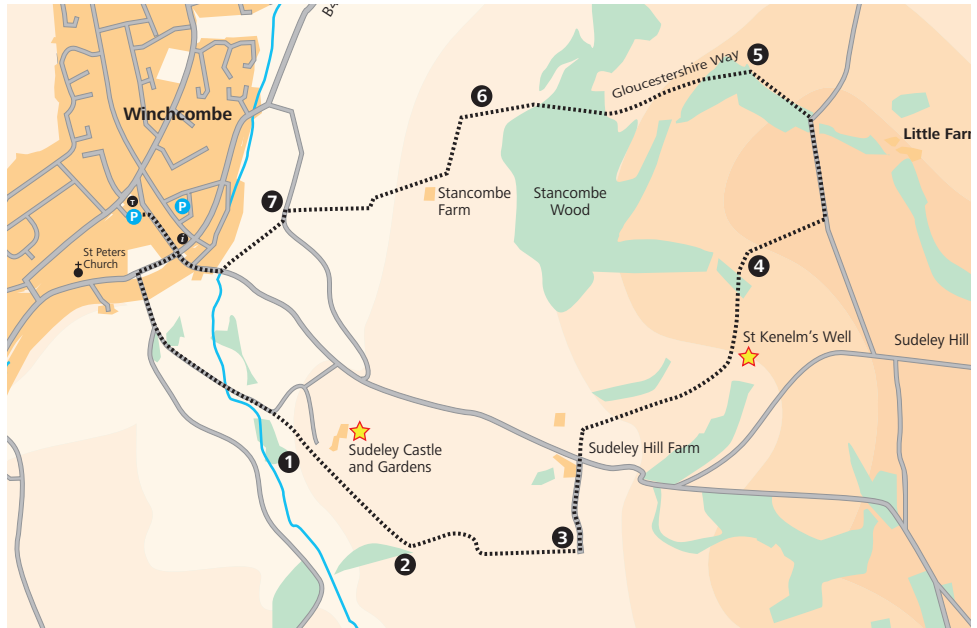 Ba
Winchcombe
T
P
P
i
St Peters
Church
Gloucestershire Way
5
6
Little Farm
Stancombe
Farm
Stancombe
Wood
7
4
St Kenelm's Well
Sudeley Hill
Sudeley Castle
and Gardens
1
Sudeley Hill Farm
3
2